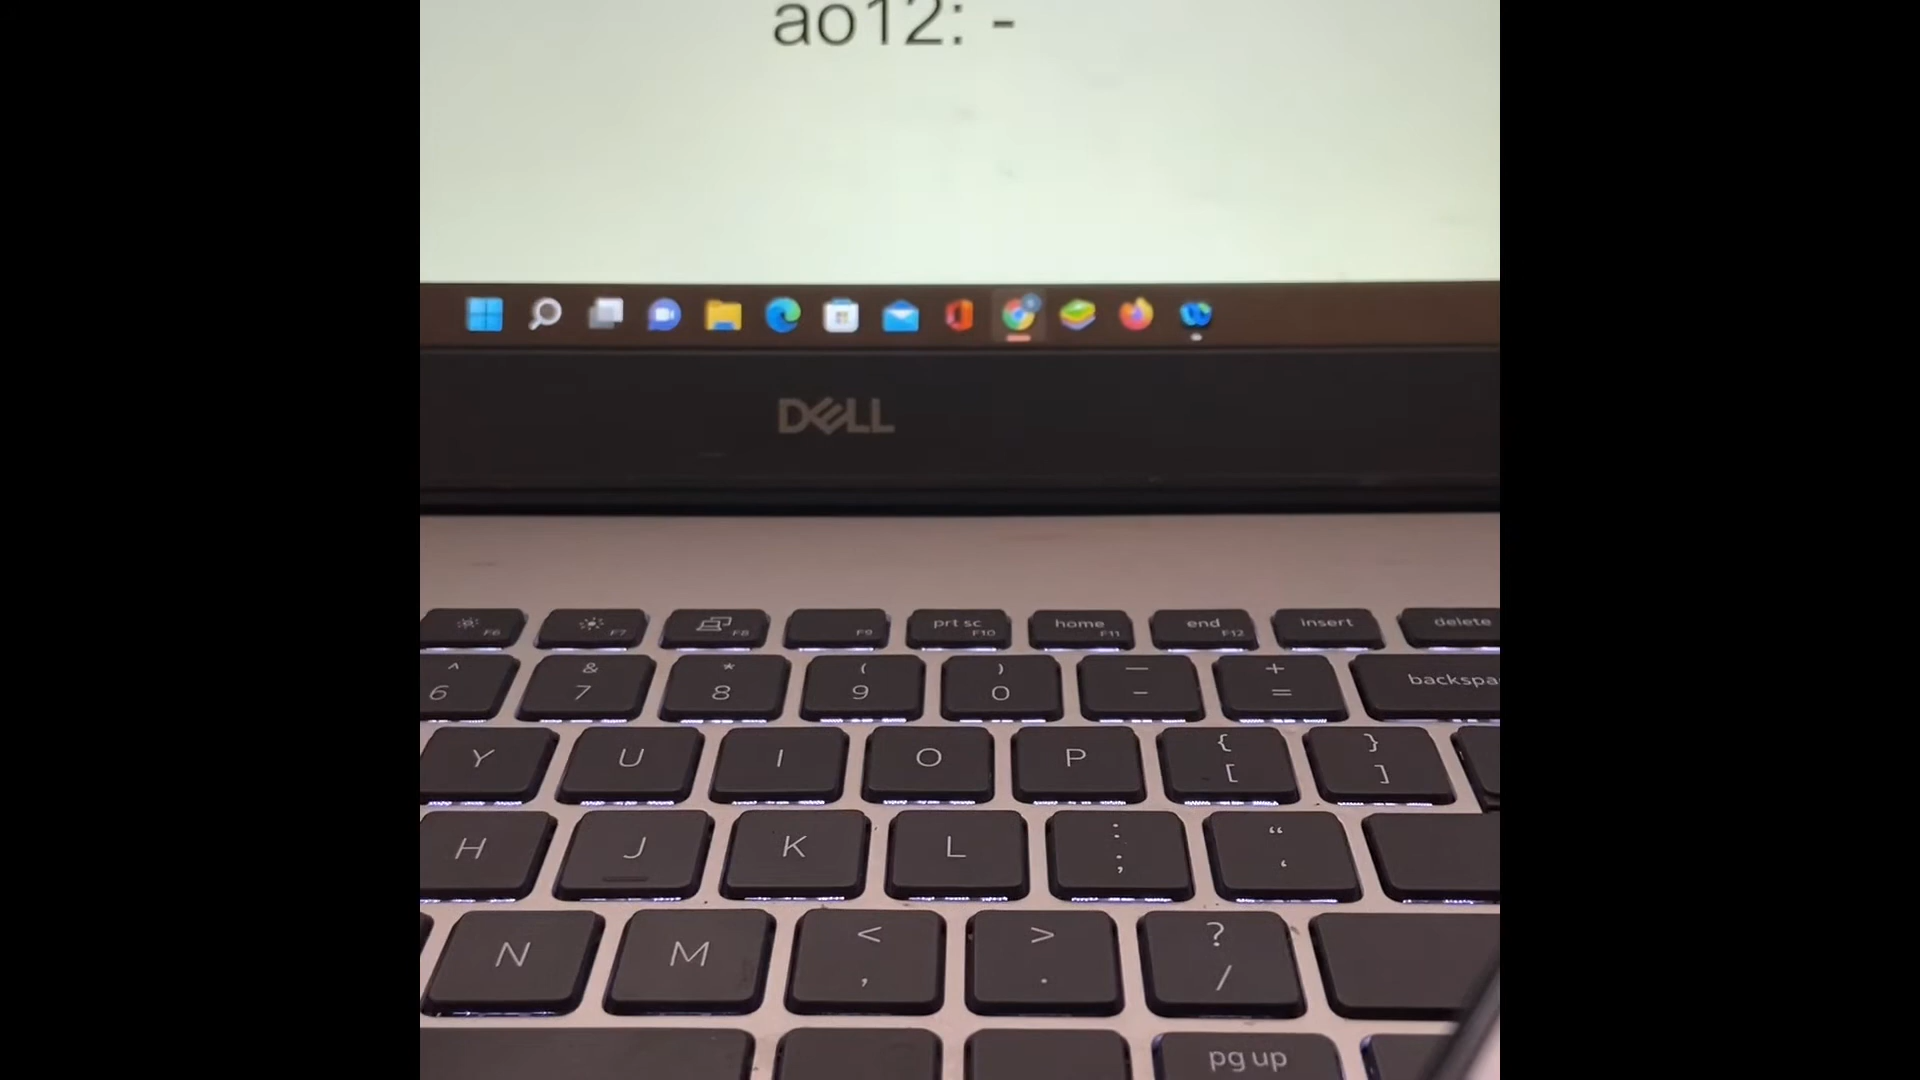 ao12: -
DELL
F6 F7 F8 F9 prt sc F10 home F11 end F12 insert delete
^ & * ( ) — +
6 7 8 9 0 - = backspa
Y U I O P { [ } ]
H J K L : ; “ ‘
N M < , > . ? /
pg up